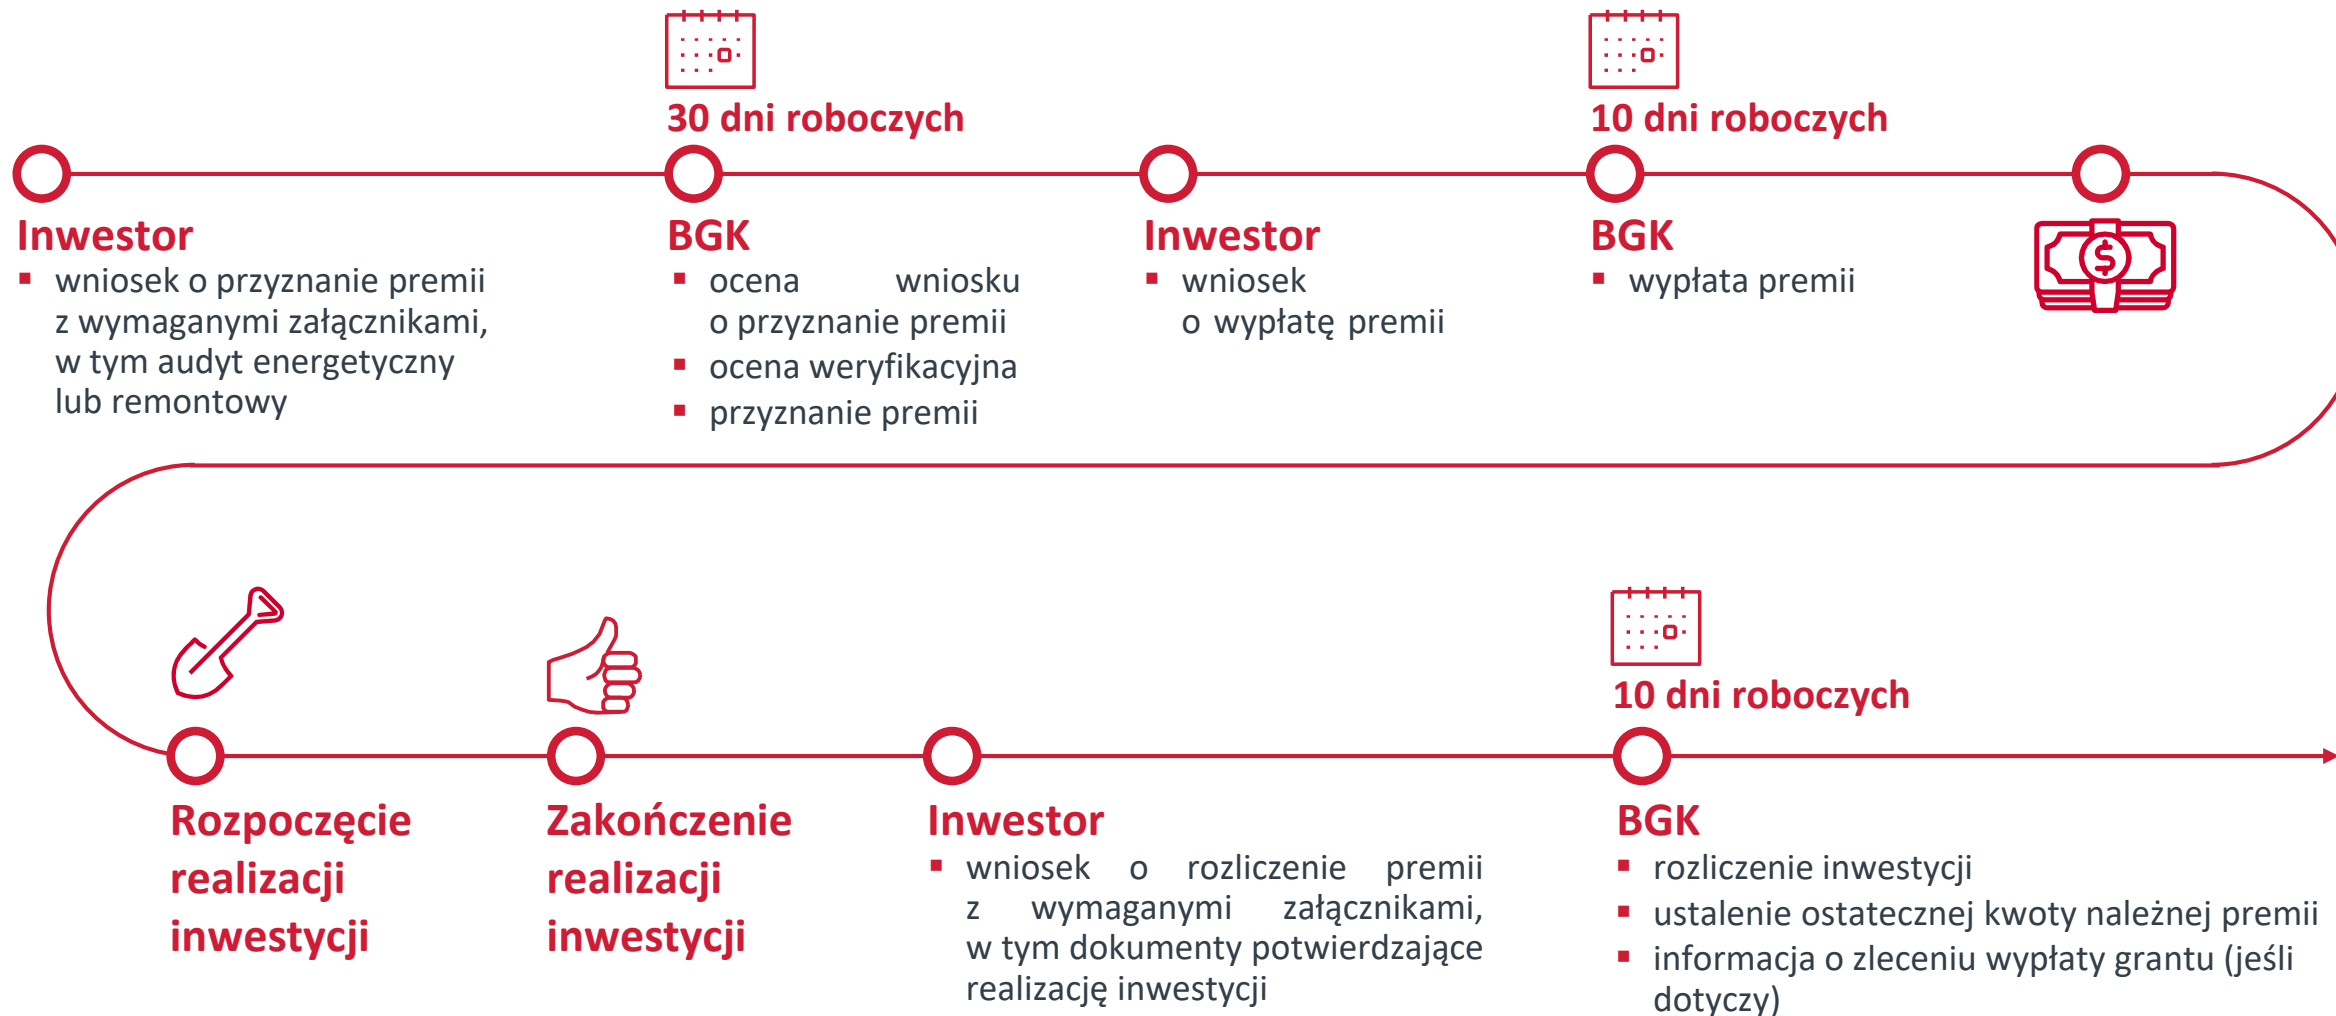 30 dni roboczych
10 dni roboczych
Inwestor
▪ wniosek o przyznanie premii
z wymaganymi załącznikami,
w tym audyt energetyczny
lub remontowy
BGK
▪ ocena wniosku
o przyznanie premii
▪ ocena weryfikacyjna
▪ przyznanie premii
Inwestor
▪ wniosek
o wypłatę premii
BGK
▪ wypłata premii
$
10 dni roboczych
Rozpoczęcie
realizacji
inwestycji
Zakończenie
realizacji
inwestycji
Inwestor
▪ wniosek o rozliczenie premii
z wymaganymi załącznikami,
w tym dokumenty potwierdzające
realizację inwestycji
BGK
▪ rozliczenie inwestycji
▪ ustalenie ostatecznej kwoty należnej premii
▪ informacja o zleceniu wypłaty grantu (jeśli
dotyczy)